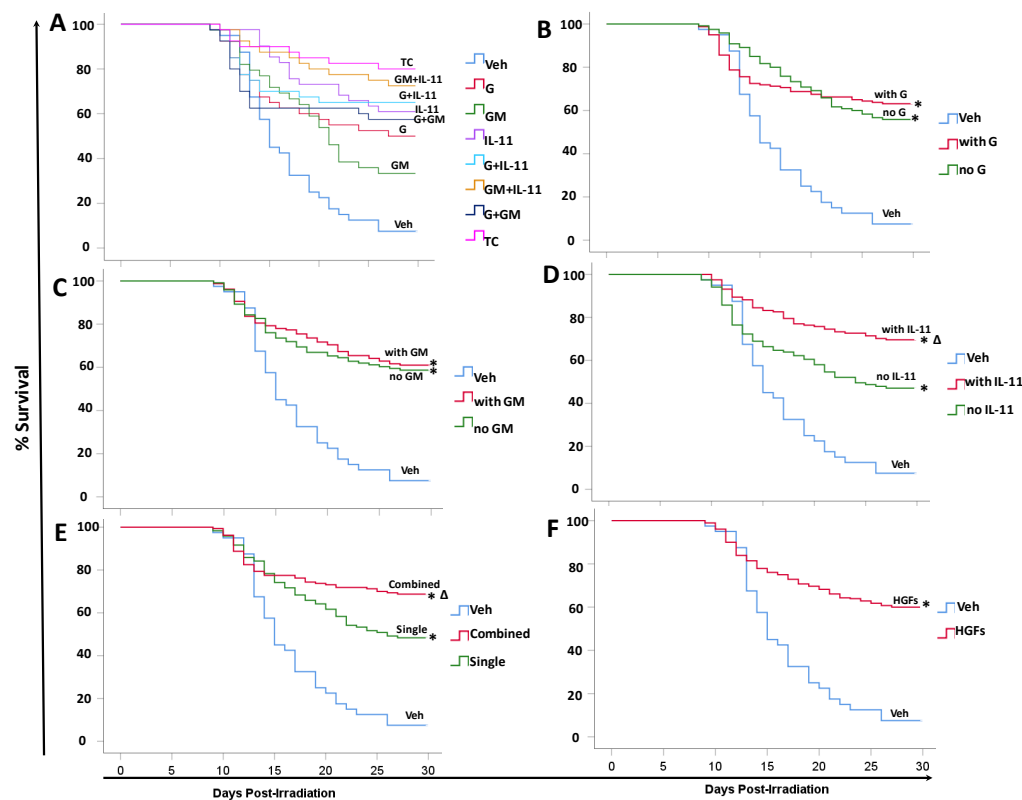 % Survival
A
100
80
60
40
20
0
TC
GM+IL-11
G+IL-11
IL-11
G+GM
G
GM
Veh
Veh
G
GM
IL-11
G+IL-11
GM+IL-11
G+GM
TC
B
100
80
60
40
20
0
with G
*
no G
*
Veh
Veh
with G
no G
C
100
80
60
40
20
0
with GM
*
no GM
*
Veh
Veh
with GM
no GM
D
100
80
60
40
20
0
with IL-11
* Δ
no IL-11
*
Veh
Veh
with IL-11
no IL-11
E
100
80
60
40
20
0
Combined
* Δ
Single
*
Veh
Veh
Combined
Single
0 5 10 15 20 25 30
Days Post-Irradiation
F
100
80
60
40
20
0
HGFs
*
Veh
Veh
HGFs
0 5 10 15 20 25 30
Days Post-Irradiation